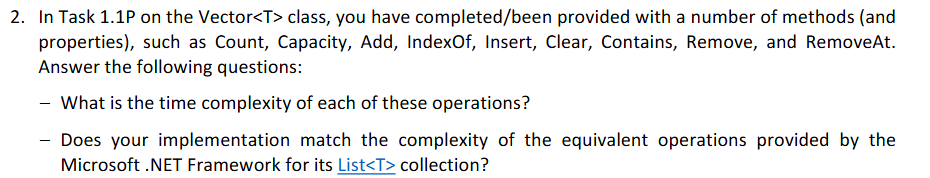 2. In Task 1.1P on the Vector<T> class, you have completed/been provided with a number of methods (and
properties), such as Count, Capacity, Add, IndexOf, Insert, Clear, Contains, Remove, and RemoveAt.
Answer the following questions:
– What is the time complexity of each of these operations?
– Does your implementation match the complexity of the equivalent operations provided by the
Microsoft .NET Framework for its List<T> collection?